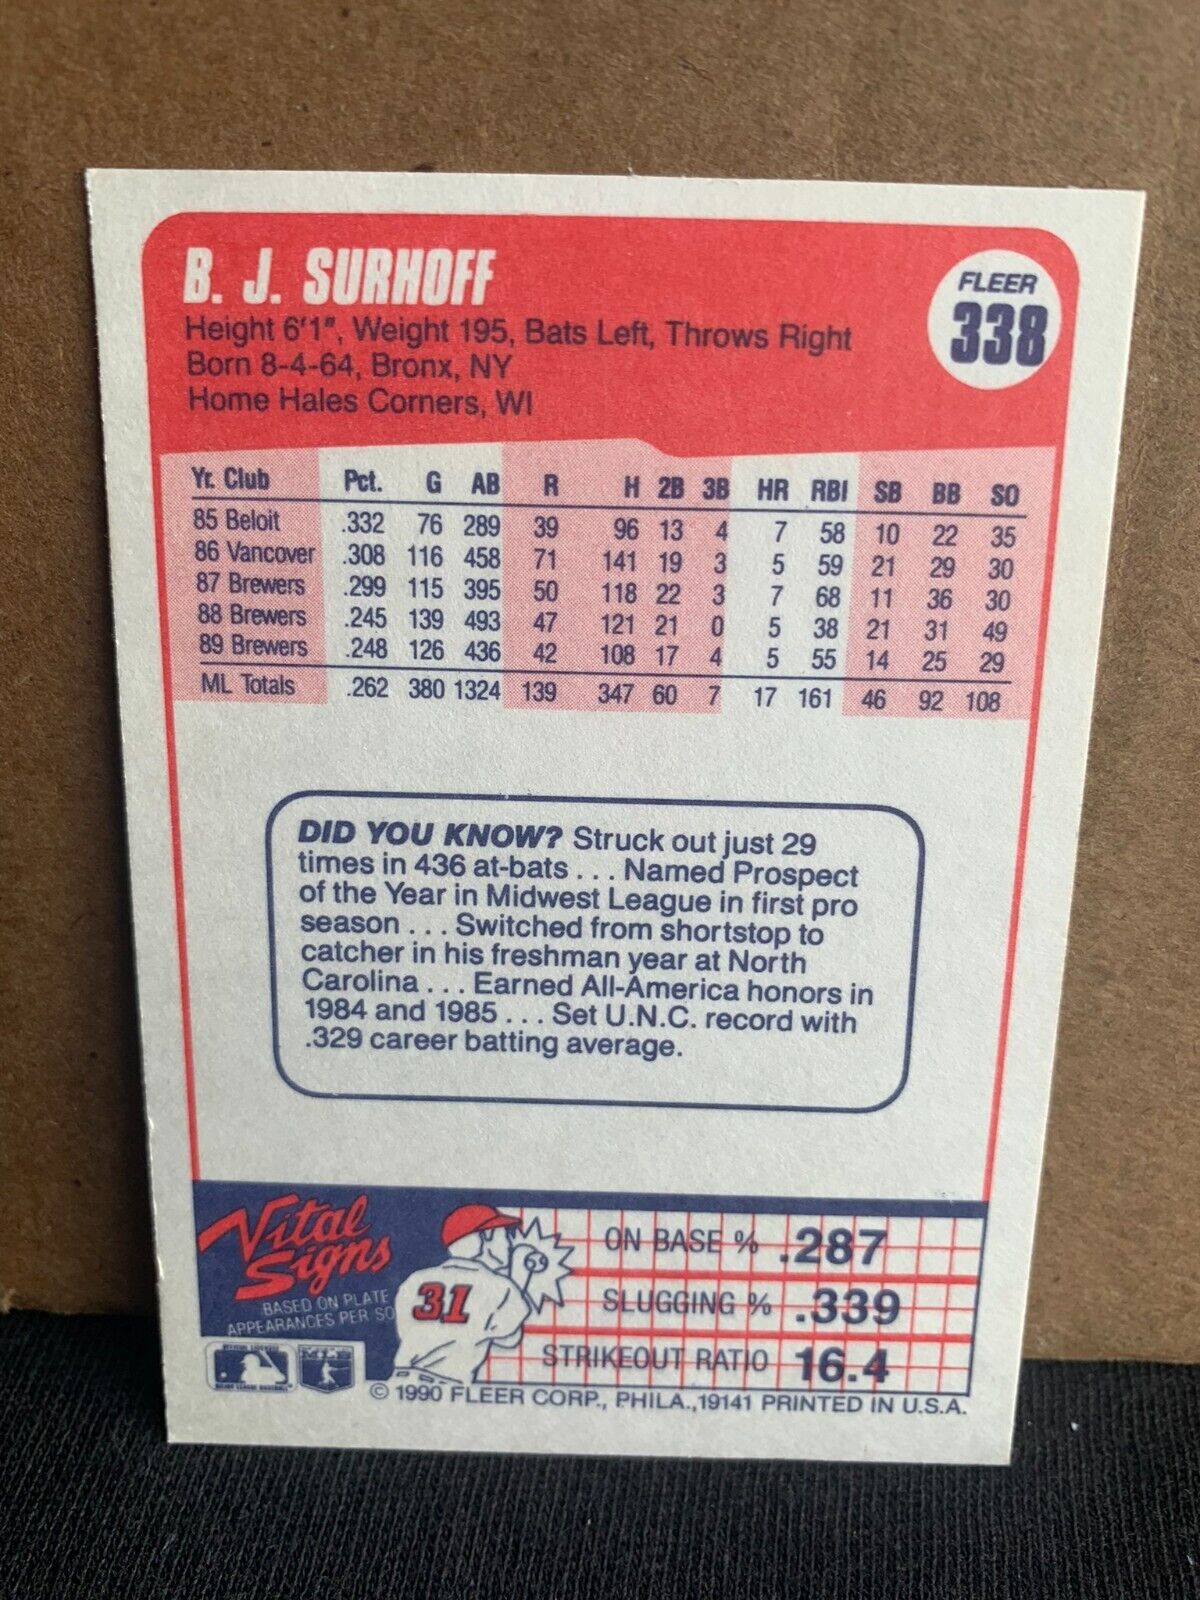 B. J. SURHOFF
FLEER
338
Height 6'1", Weight 195, Bats Left, Throws Right
Born 8-4-64, Bronx, NY
Home Hales Corners, WI
Yr. Club Pct. G AB R H 2B 3B HR RBI SB BB SO
85 Beloit .332 76 289 39 96 13 4 7 58 10 22 35
86 Vancover .308 116 458 71 141 19 3 5 59 21 29 30
87 Brewers .299 115 395 50 118 22 3 7 68 11 36 30
88 Brewers .245 139 493 47 121 21 0 5 38 21 31 49
89 Brewers .248 126 436 42 108 17 4 5 55 14 25 29
ML Totals .262 380 1324 139 347 60 7 17 161 46 92 108
DID YOU KNOW? Struck out just 29
times in 436 at-bats . . . Named Prospect
of the Year in Midwest League in first pro
season . . . Switched from shortstop to
catcher in his freshman year at North
Carolina . . . Earned All-America honors in
1984 and 1985 . . . Set U.N.C. record with
.329 career batting average.
Vital
Signs
BASED ON PLATE
APPEARANCES PER SO
31
ON BASE % .287
SLUGGING % .339
STRIKEOUT RATIO 16.4
MLB
© 1990 FLEER CORP., PHILA., 19141 PRINTED IN U.S.A.